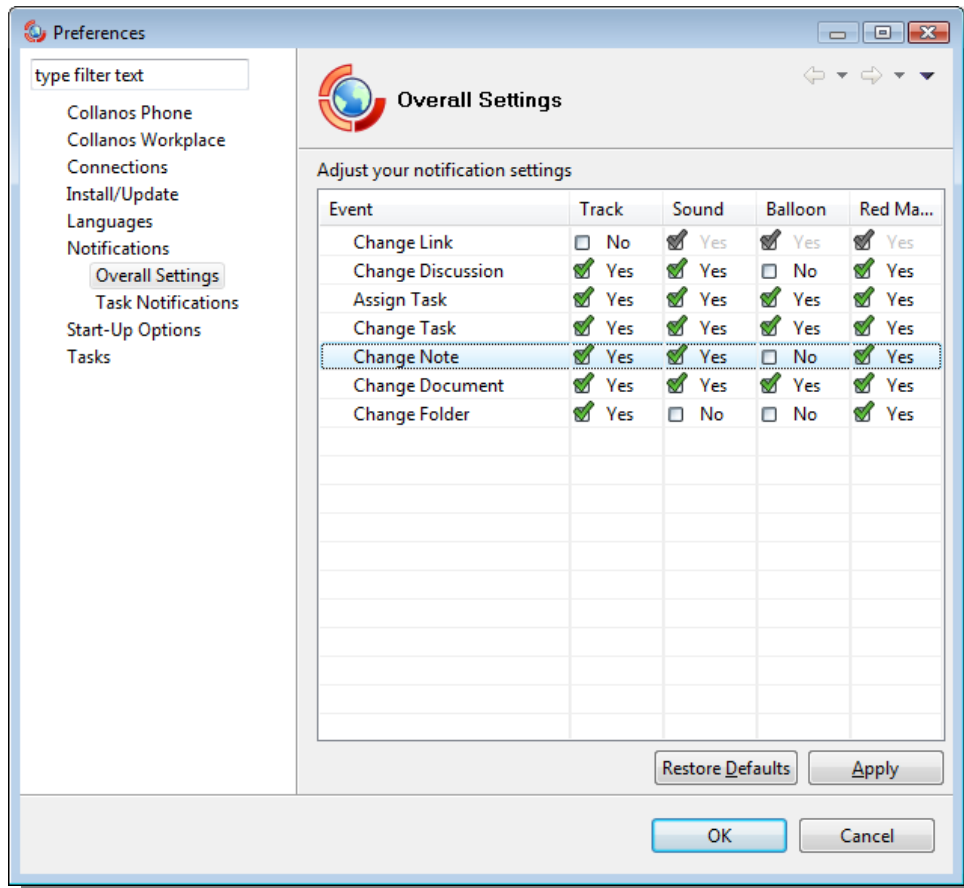 Preferences
type filter text
Collanos Phone
Collanos Workplace
Connections
Install/Update
Languages
Notifications
Overall Settings
Task Notifications
Start-Up Options
Tasks
Overall Settings
Adjust your notification settings
Event Track Sound Balloon Red Ma...
Change Link No Yes Yes Yes
Change Discussion Yes Yes No Yes
Assign Task Yes Yes Yes Yes
Change Task Yes Yes Yes Yes
Change Note Yes Yes No Yes
Change Document Yes Yes Yes Yes
Change Folder Yes No No Yes
Restore Defaults Apply
OK Cancel